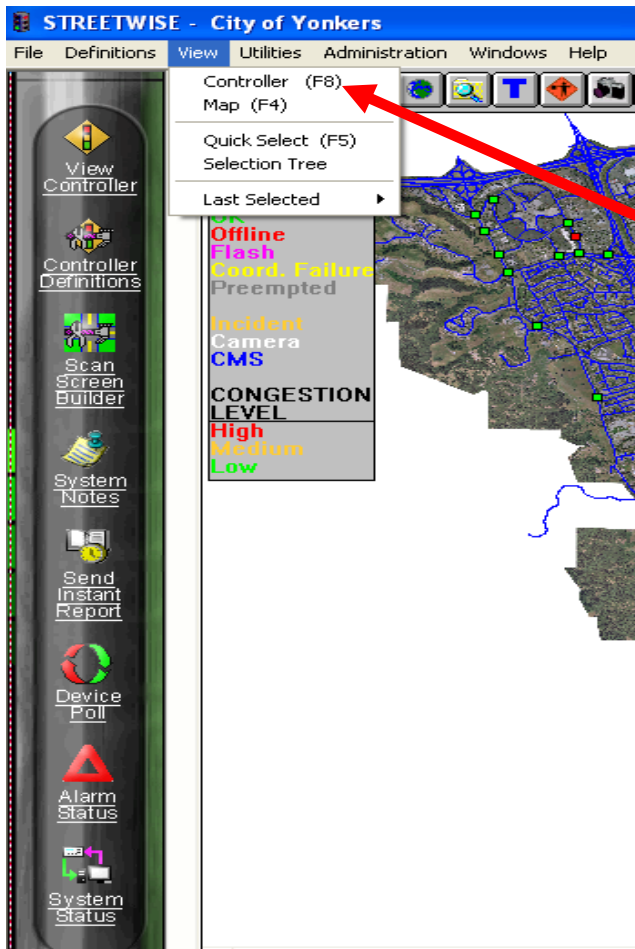 STREETWISE - City of Yonkers
File Definitions View Utilities Administration Windows Help
Controller (F8)
Map (F4)
Quick Select (F5)
Selection Tree
Last Selected
T
View
Controller
Controller
Definitions
Scan
Screen
Builder
System
Notes
Send
Instant
Report
Device
Poll
Alarm
Status
System
Status
OK
Offline
Flash
Coord. Failure
Preempted
Incident
Camera
CMS
CONGESTION
LEVEL
High
Medium
Low